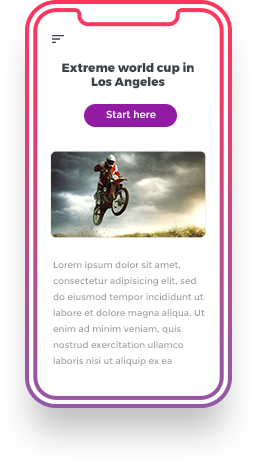 Extreme world cup in
Los Angeles
Start here
Lorem ipsum dolor sit amet,
consectetur adipisicing elit, sed
do eiusmod tempor incididunt ut
labore et dolore magna aliqua. Ut
enim ad minim veniam, quis
nostrud exercitation ullamco
laboris nisi ut aliquip ex ea